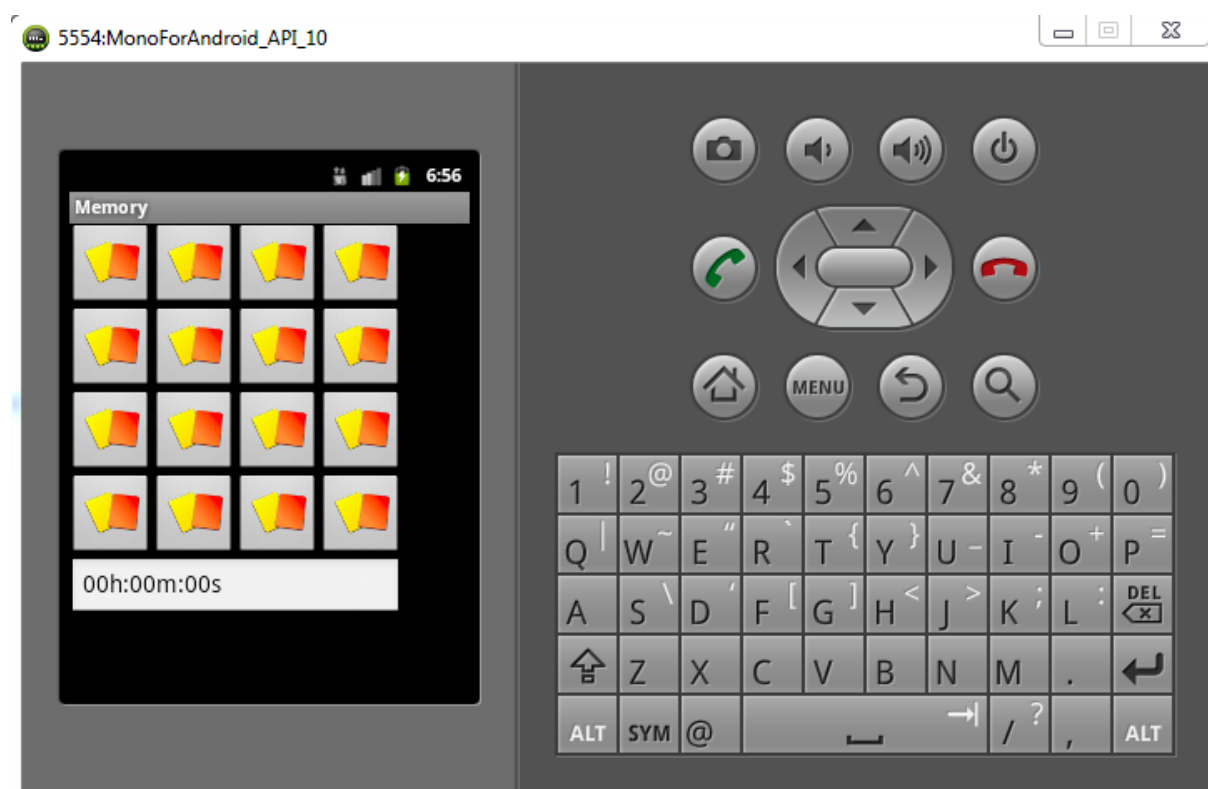 5554:MonoForAndroid_API_10
6:56
Memory
00h:00m:00s
MENU
1 ! 2 @ 3 # 4 $ 5 % 6 ^ 7 & 8 * 9 ( 0 )
Q | W ~ E " R ` T { Y } U _ I - O + P =
A S \ D ' F [ G ] H < J > K ; L : DEL
Z X C V B N M .
ALT SYM @ / ? , ALT